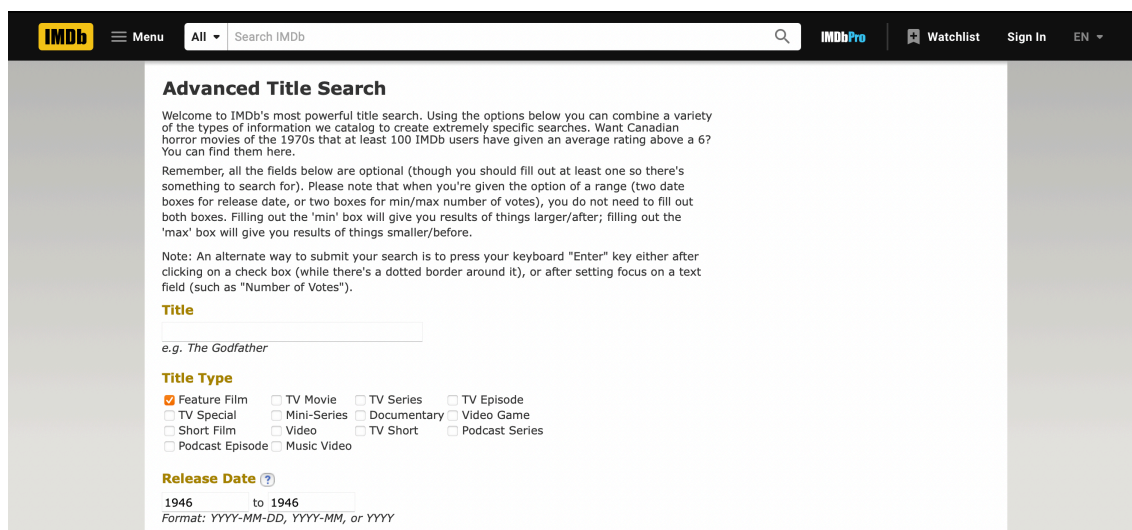 IMDb Menu All Search IMDb IMDbPro Watchlist Sign In EN
Advanced Title Search
Welcome to IMDb's most powerful title search. Using the options below you can combine a variety
of the types of information we catalog to create extremely specific searches. Want Canadian
horror movies of the 1970s that at least 100 IMDb users have given an average rating above a 6?
You can find them here.
Remember, all the fields below are optional (though you should fill out at least one so there's
something to search for). Please note that when you're given the option of a range (two date
boxes for release date, or two boxes for min/max number of votes), you do not need to fill out
both boxes. Filling out the 'min' box will give you results of things larger/after; filling out the
'max' box will give you results of things smaller/before.
Note: An alternate way to submit your search is to press your keyboard "Enter" key either after
clicking on a check box (while there's a dotted border around it), or after setting focus on a text
field (such as "Number of Votes").
Title
e.g. The Godfather
Title Type
Feature Film TV Movie TV Series TV Episode
TV Special Mini-Series Documentary Video Game
Short Film Video TV Short Podcast Series
Podcast Episode Music Video
Release Date ?
1946 to 1946
Format: YYYY-MM-DD, YYYY-MM, or YYYY